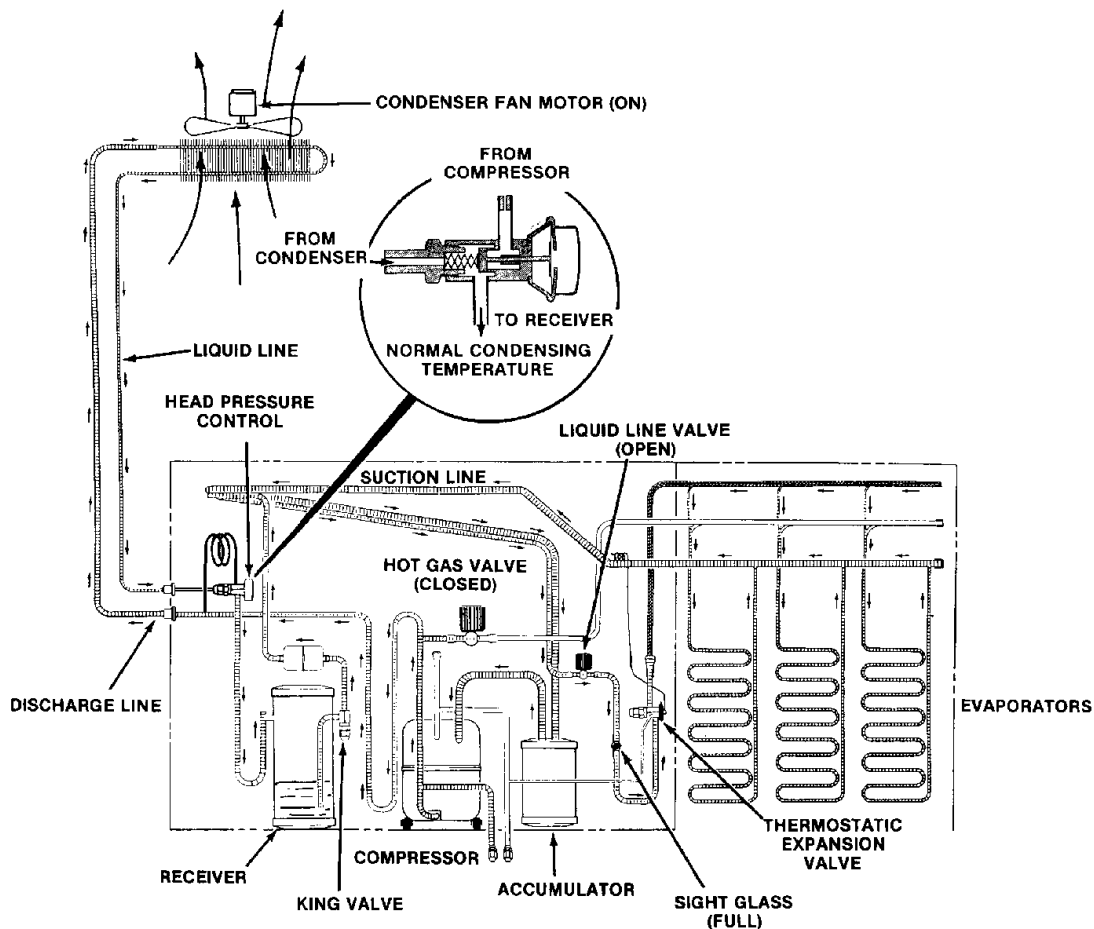 CONDENSER FAN MOTOR (ON)
FROM
COMPRESSOR
FROM
CONDENSER
TO RECEIVER
NORMAL CONDENSING
TEMPERATURE
LIQUID LINE
HEAD PRESSURE
CONTROL
LIQUID LINE VALVE
(OPEN)
SUCTION LINE
HOT GAS VALVE
(CLOSED)
DISCHARGE LINE
EVAPORATORS
THERMOSTATIC
EXPANSION
VALVE
COMPRESSOR
RECEIVER
ACCUMULATOR
KING VALVE
SIGHT GLASS
(FULL)